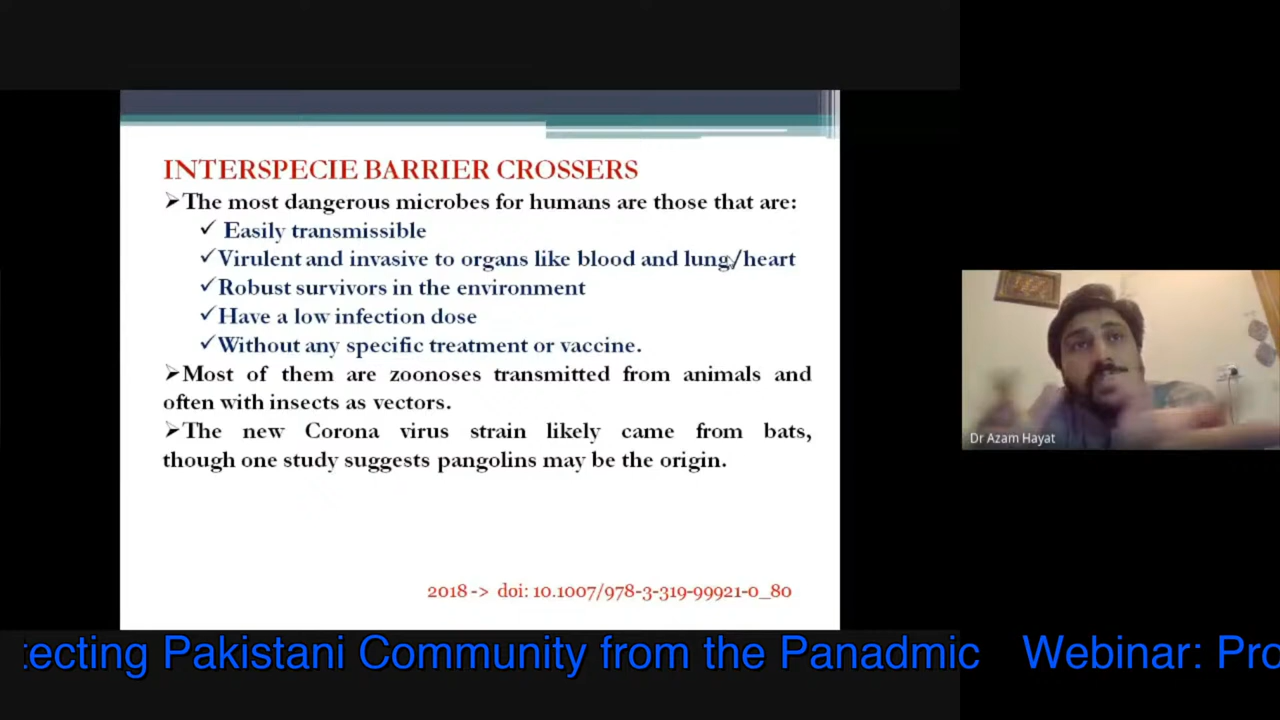 INTERSPECIE BARRIER CROSSERS
➢The most dangerous microbes for humans are those that are:
✓ Easily transmissible
✓Virulent and invasive to organs like blood and lung/heart
✓Robust survivors in the environment
✓Have a low infection dose
✓Without any specific treatment or vaccine.
➢Most of them are zoonoses transmitted from animals and
often with insects as vectors.
➢The new Corona virus strain likely came from bats,
though one study suggests pangolins may be the origin.
2018 -> doi: 10.1007/978-3-319-99921-0_80
Dr Azam Hayat
tecting Pakistani Community from the Panadmic Webinar: Pro